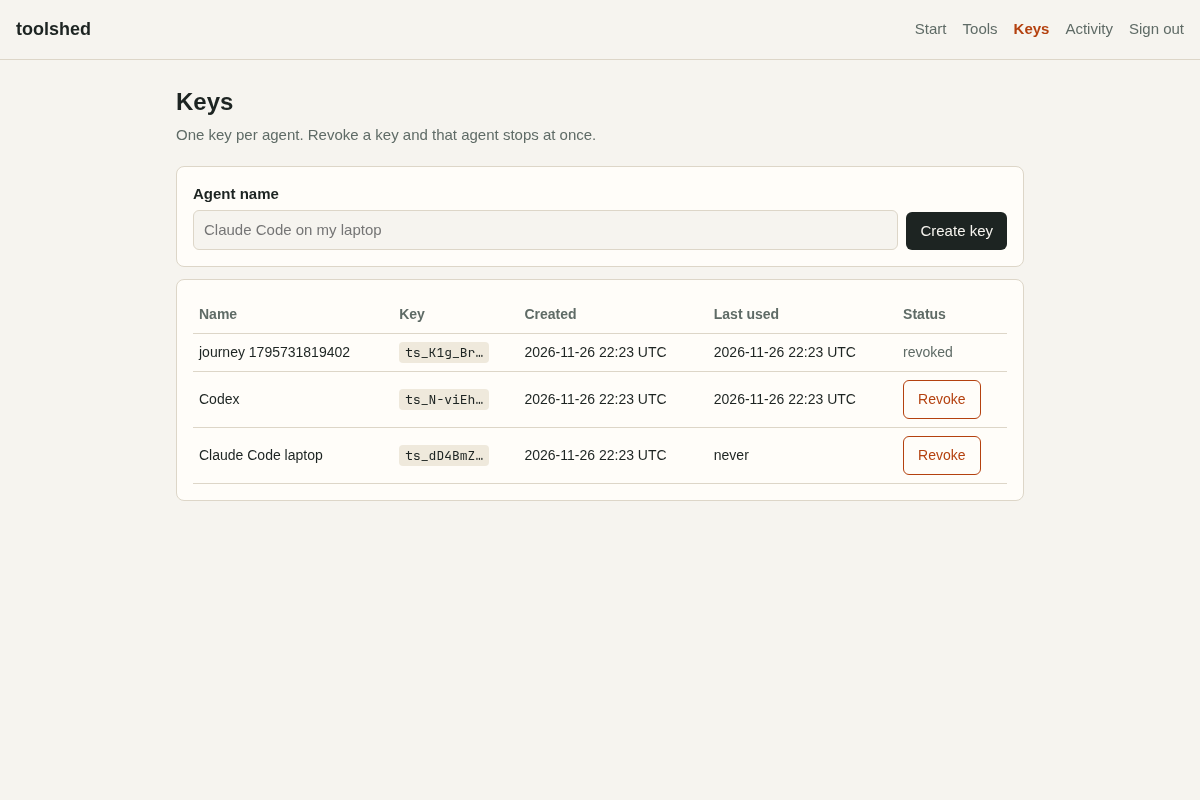 toolshed
Start Tools Keys Activity Sign out
Keys
One key per agent. Revoke a key and that agent stops at once.
Agent name
Claude Code on my laptop
Create key
Name Key Created Last used Status
journey 1795731819402 ts_K1g_Br… 2026-11-26 22:23 UTC 2026-11-26 22:23 UTC revoked
Codex ts_N-viEh… 2026-11-26 22:23 UTC 2026-11-26 22:23 UTC Revoke
Claude Code laptop ts_dD4BmZ… 2026-11-26 22:23 UTC never Revoke